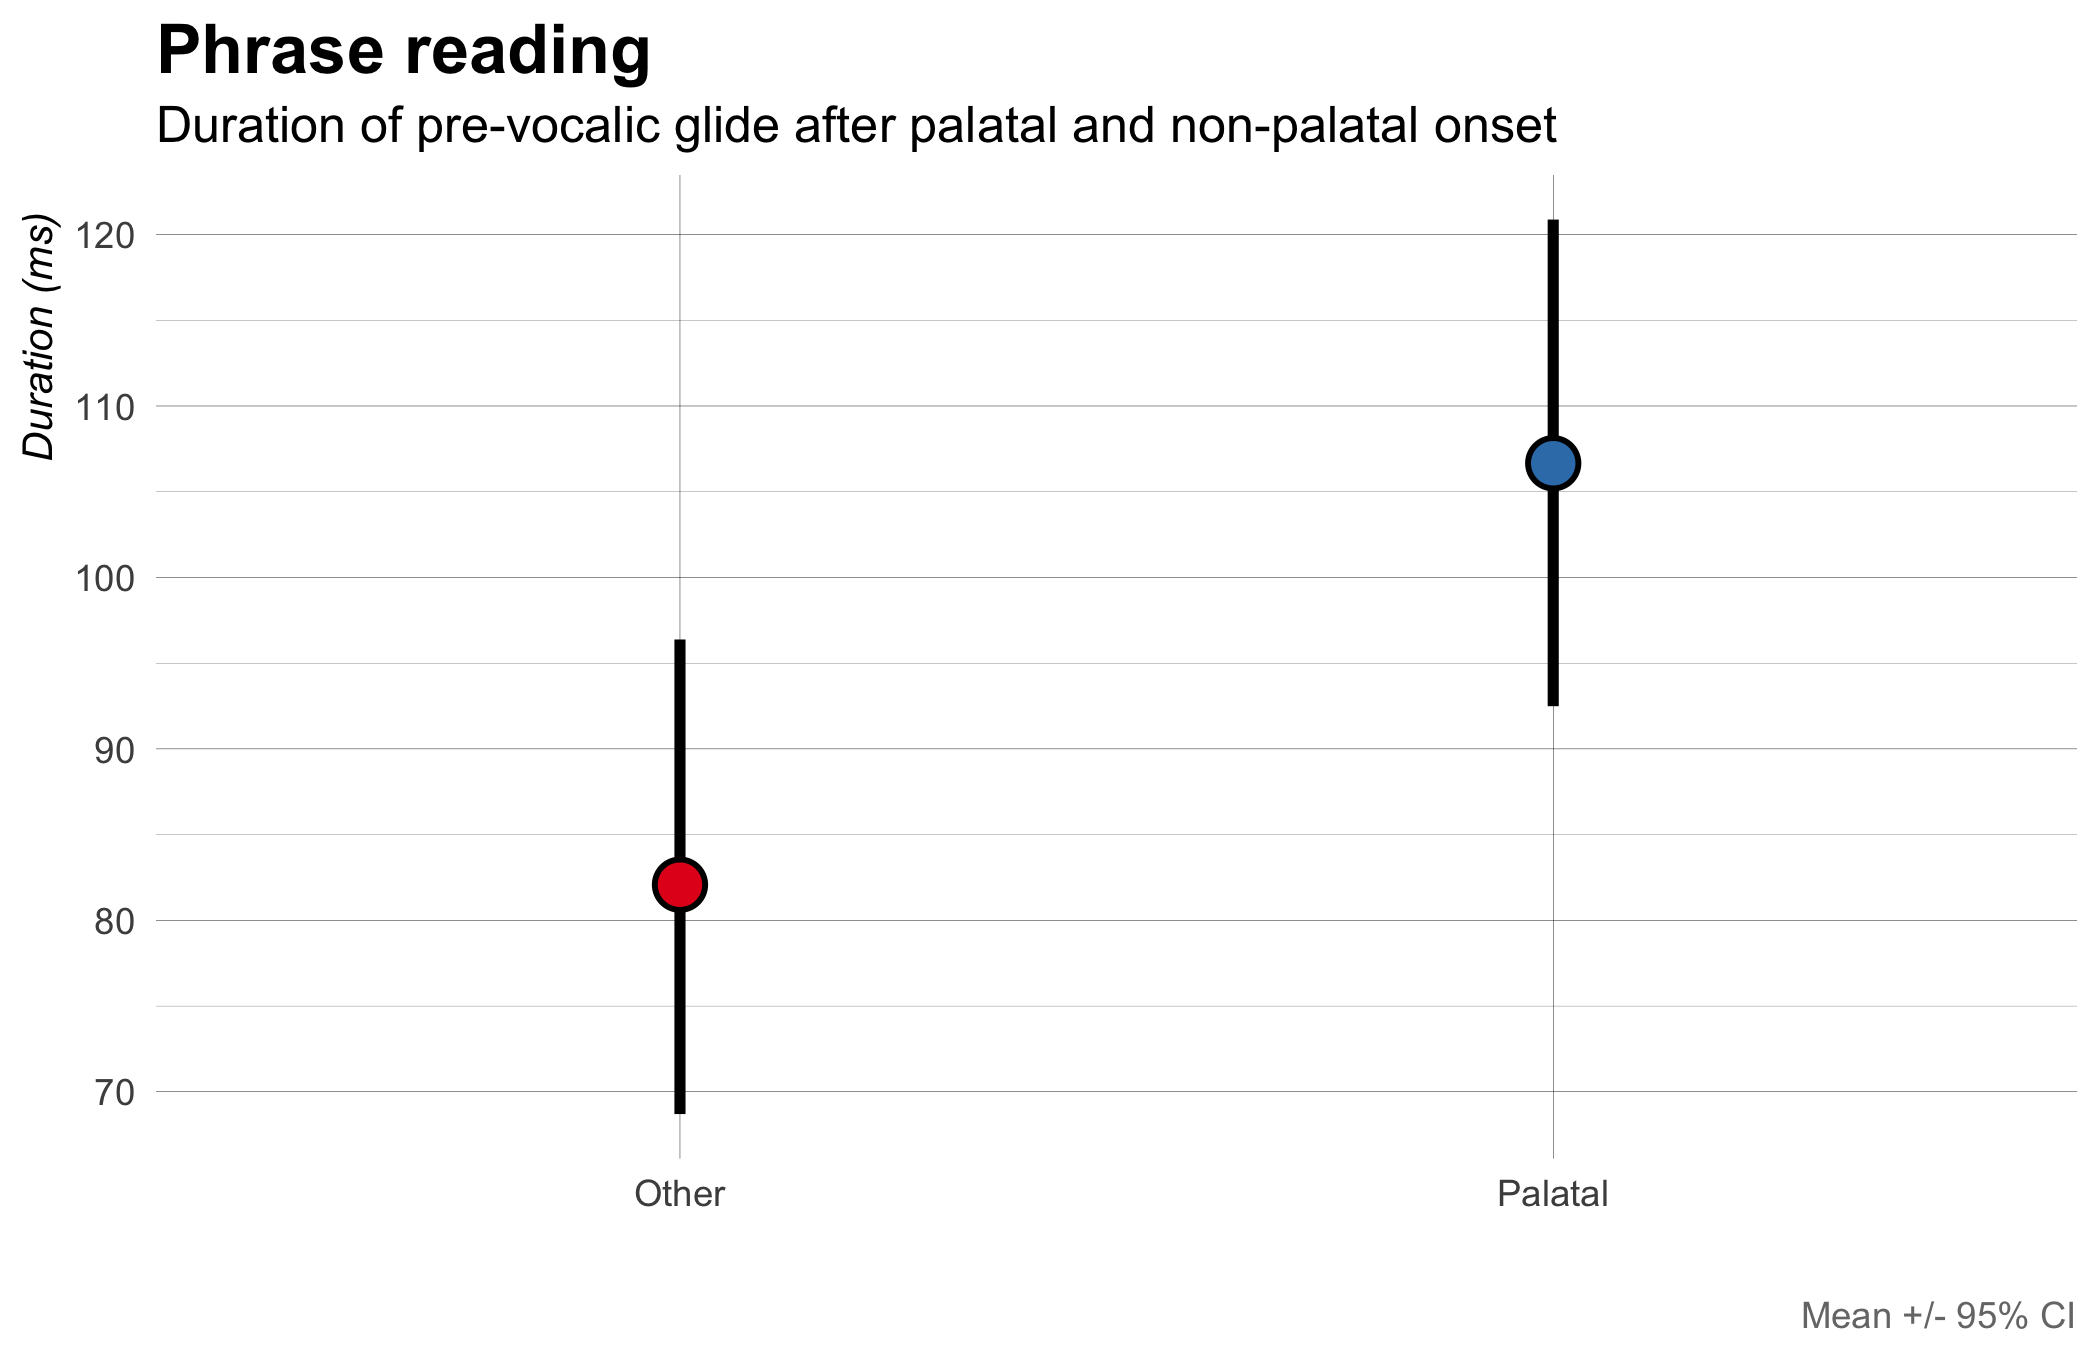 Phrase reading
Duration of pre-vocalic glide after palatal and non-palatal onset
Duration (ms)
120
110
100
90
80
70
Other
Palatal
Mean +/- 95% CI